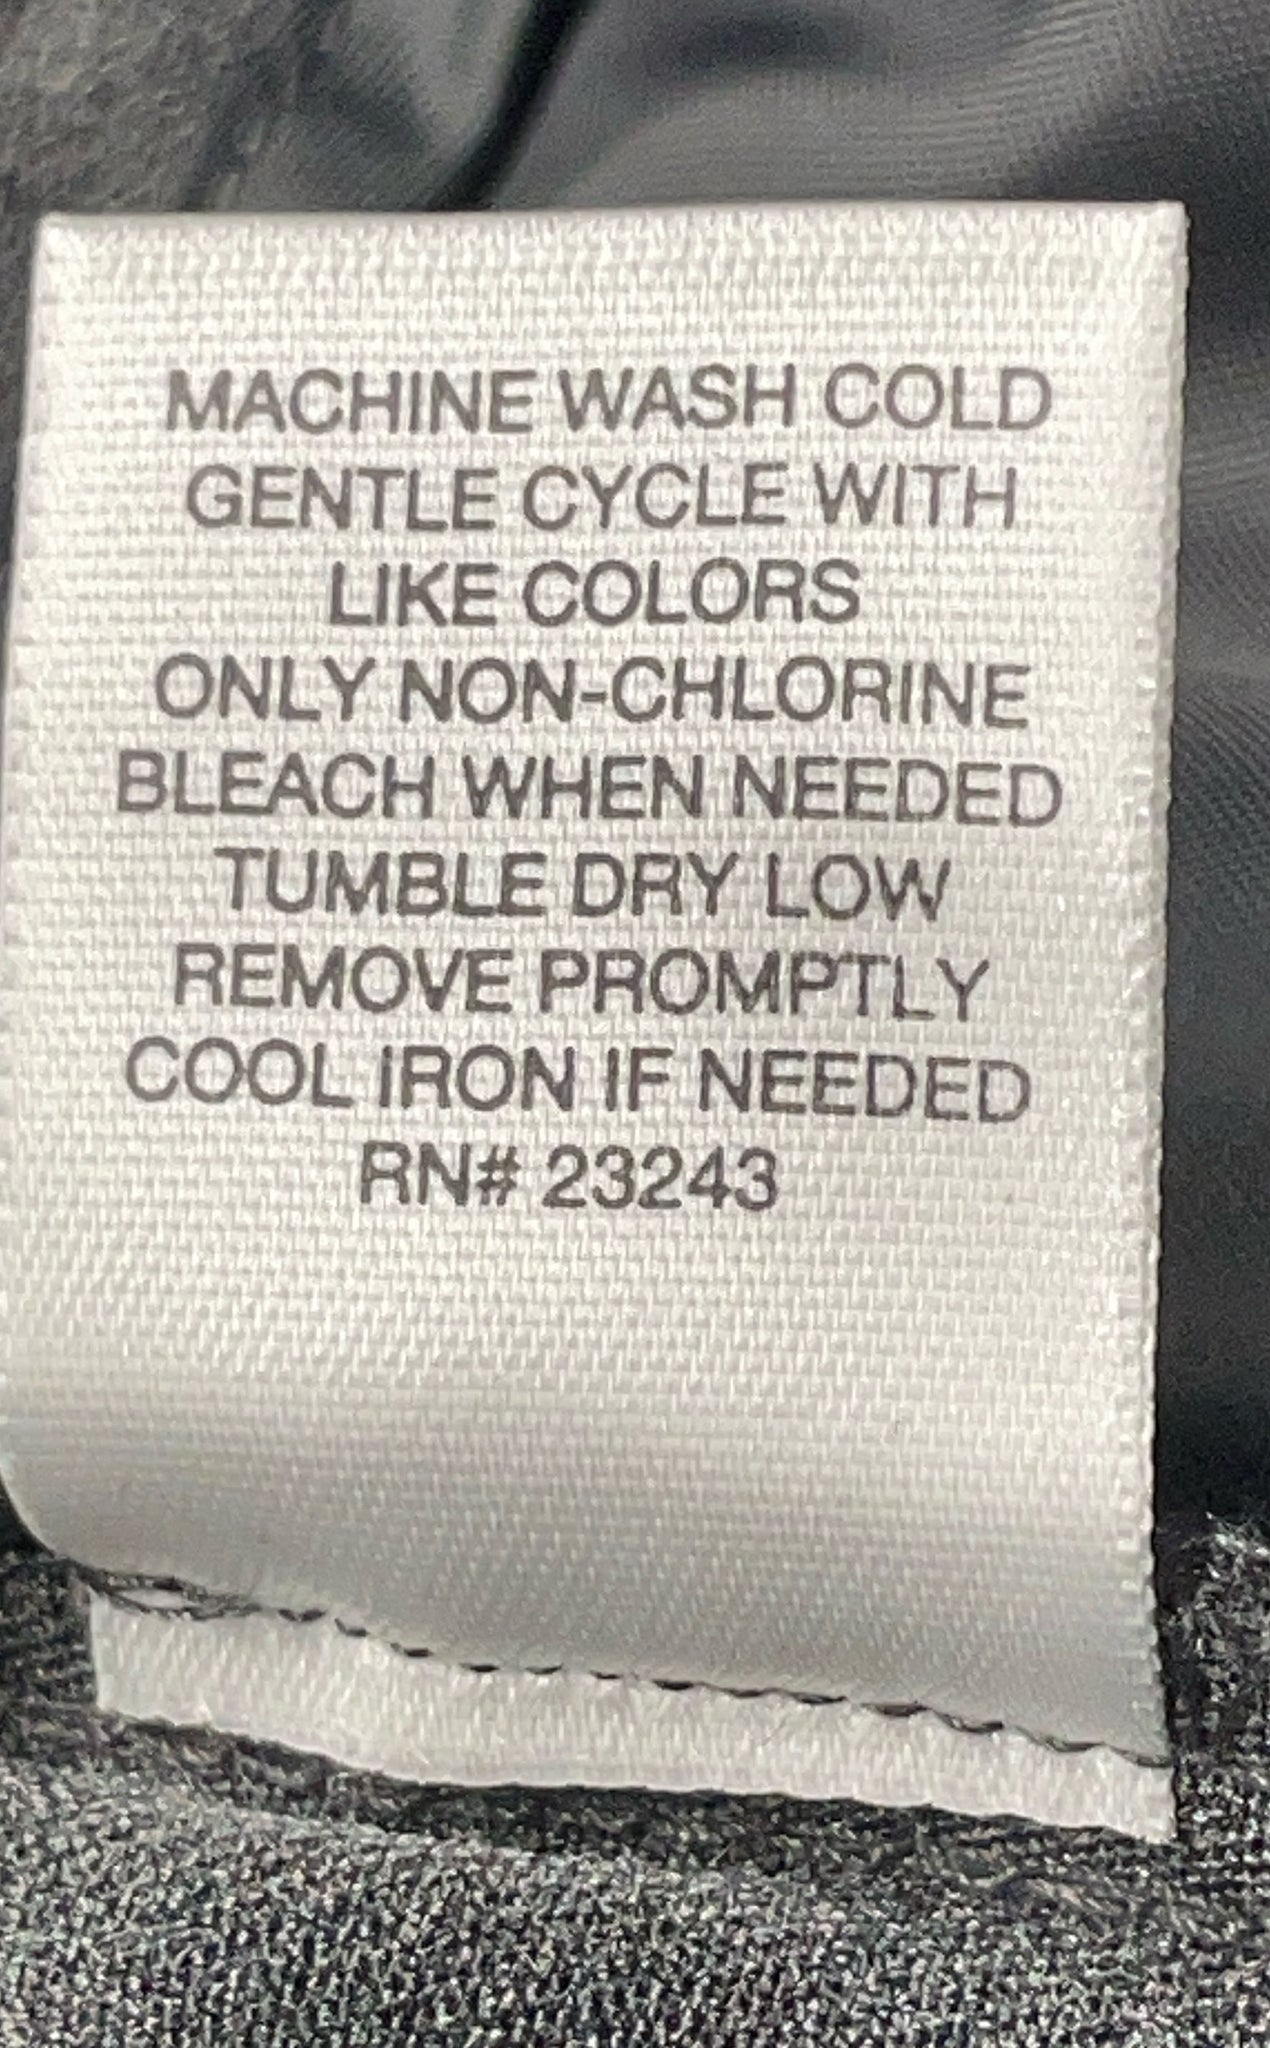 MACHINE WASH COLD
GENTLE CYCLE WITH
LIKE COLORS
ONLY NON-CHLORINE
BLEACH WHEN NEEDED
TUMBLE DRY LOW
REMOVE PROMPTLY
COOL IRON IF NEEDED
RN# 23243